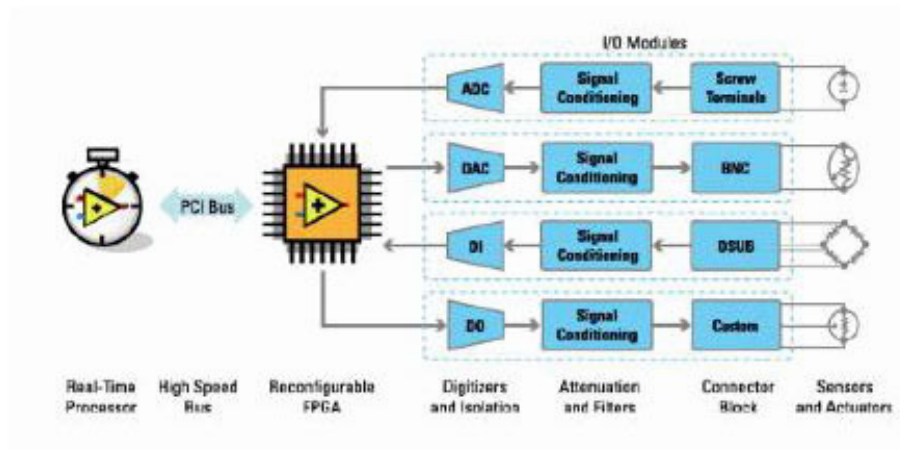 I/O Modules
ADC
Signal
Conditioning
Screw
Terminals
DAC
Signal
Conditioning
BNC
PCI Bus
DI
Signal
Conditioning
DSUB
DO
Signal
Conditioning
Custom
Real-Time
Processor
High Speed
Bus
Reconfigurable
FPGA
Digitizers
and Isolation
Attenuation
and Filters
Connector
Block
Sensors
and Actuators